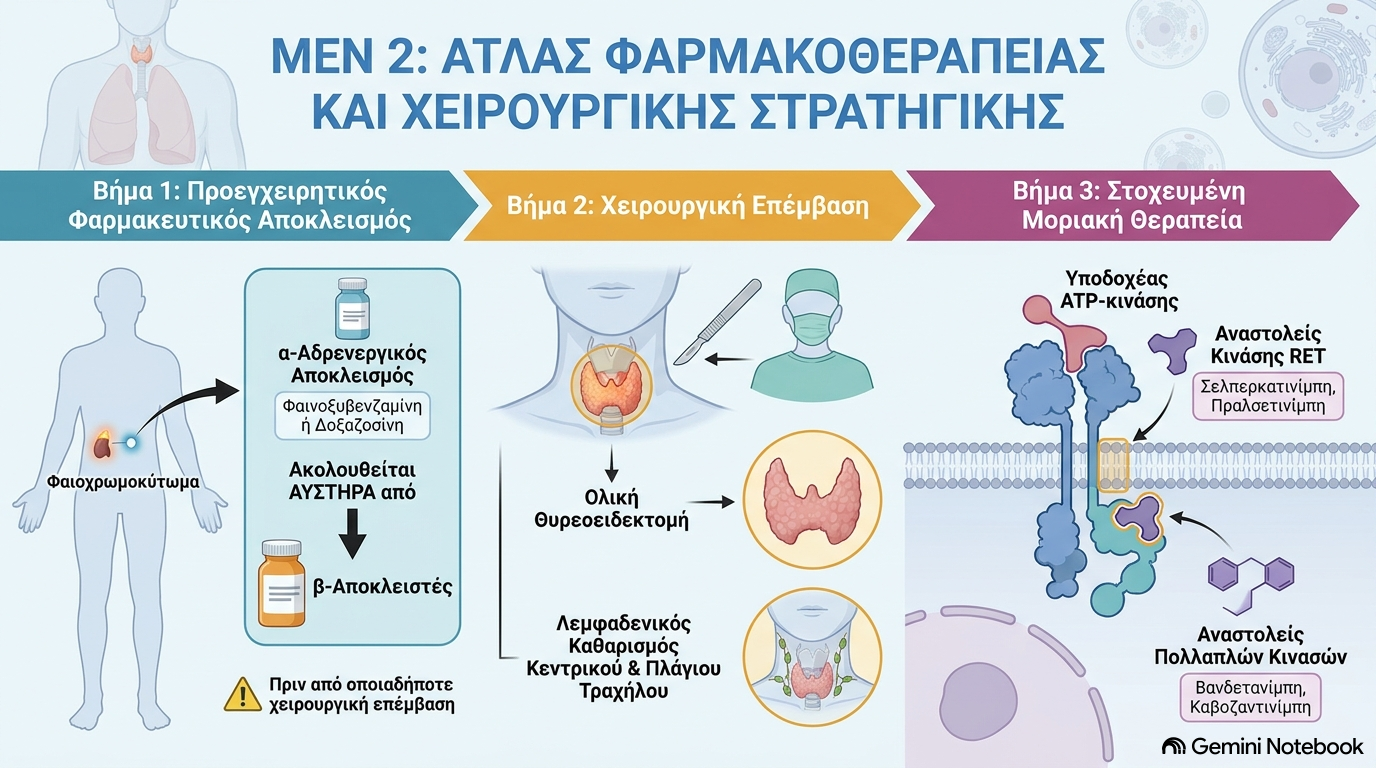 ΜΕΝ 2: ΑΤΛΑΣ ΦΑΡΜΑΚΟΘΕΡΑΠΕΙΑΣ
ΚΑΙ ΧΕΙΡΟΥΡΓΙΚΗΣ ΣΤΡΑΤΗΓΙΚΗΣ
Βήμα 1: Προεγχειρητικός
Φαρμακευτικός Αποκλεισμός
Φαιοχρωμοκύτωμα
α-Αδρενεργικός
Αποκλεισμός
Φαινοξυβενζαμίνη
ή Δοξαζοσίνη
Ακολουθείται
ΑΥΣΤΗΡΑ από
β-Αποκλειστές
Πριν από οποιαδήποτε
χειρουργική επέμβαση
Βήμα 2: Χειρουργική Επέμβαση
Ολική
Θυρεοειδεκτομή
Λεμφαδενικός
Καθαρισμός
Κεντρικού & Πλάγιου
Τραχήλου
Βήμα 3: Στοχευμένη
Μοριακή Θεραπεία
Υποδοχέας
ATP-κινάσης
Αναστολείς
Κινάσης RET
Σελπερκατινίμπη,
Πραλσετινίμπη
Αναστολείς
Πολλαπλών Κινασών
Βανδετανίμπη,
Καβοζαντινίμπη
Gemini Notebook